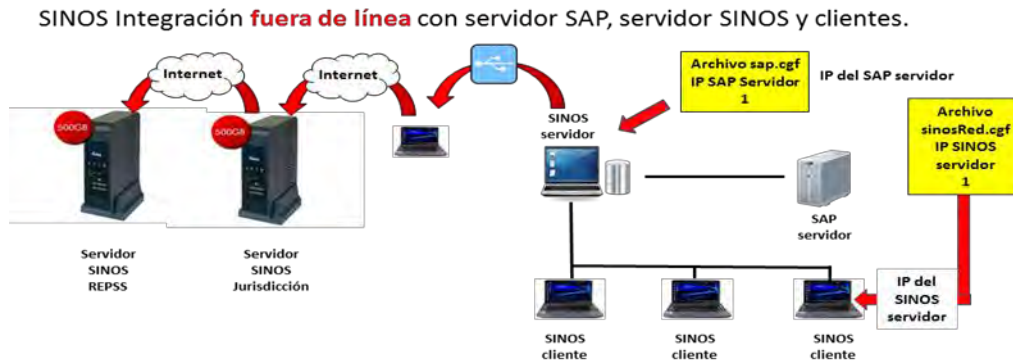 SINOS Integración fuera de línea con servidor SAP, servidor SINOS y clientes.
Internet
Internet
Archivo sap.cgf
IP SAP Servidor
1
IP del SAP servidor
500GB
500GB
SINOS
servidor
Archivo
sinosRed.cgf
IP SINOS
servidor
1
SAP
servidor
Servidor
SINOS
REPSS
Servidor
SINOS
Jurisdicción
IP del
SINOS
servidor
SINOS
cliente
SINOS
cliente
SINOS
cliente